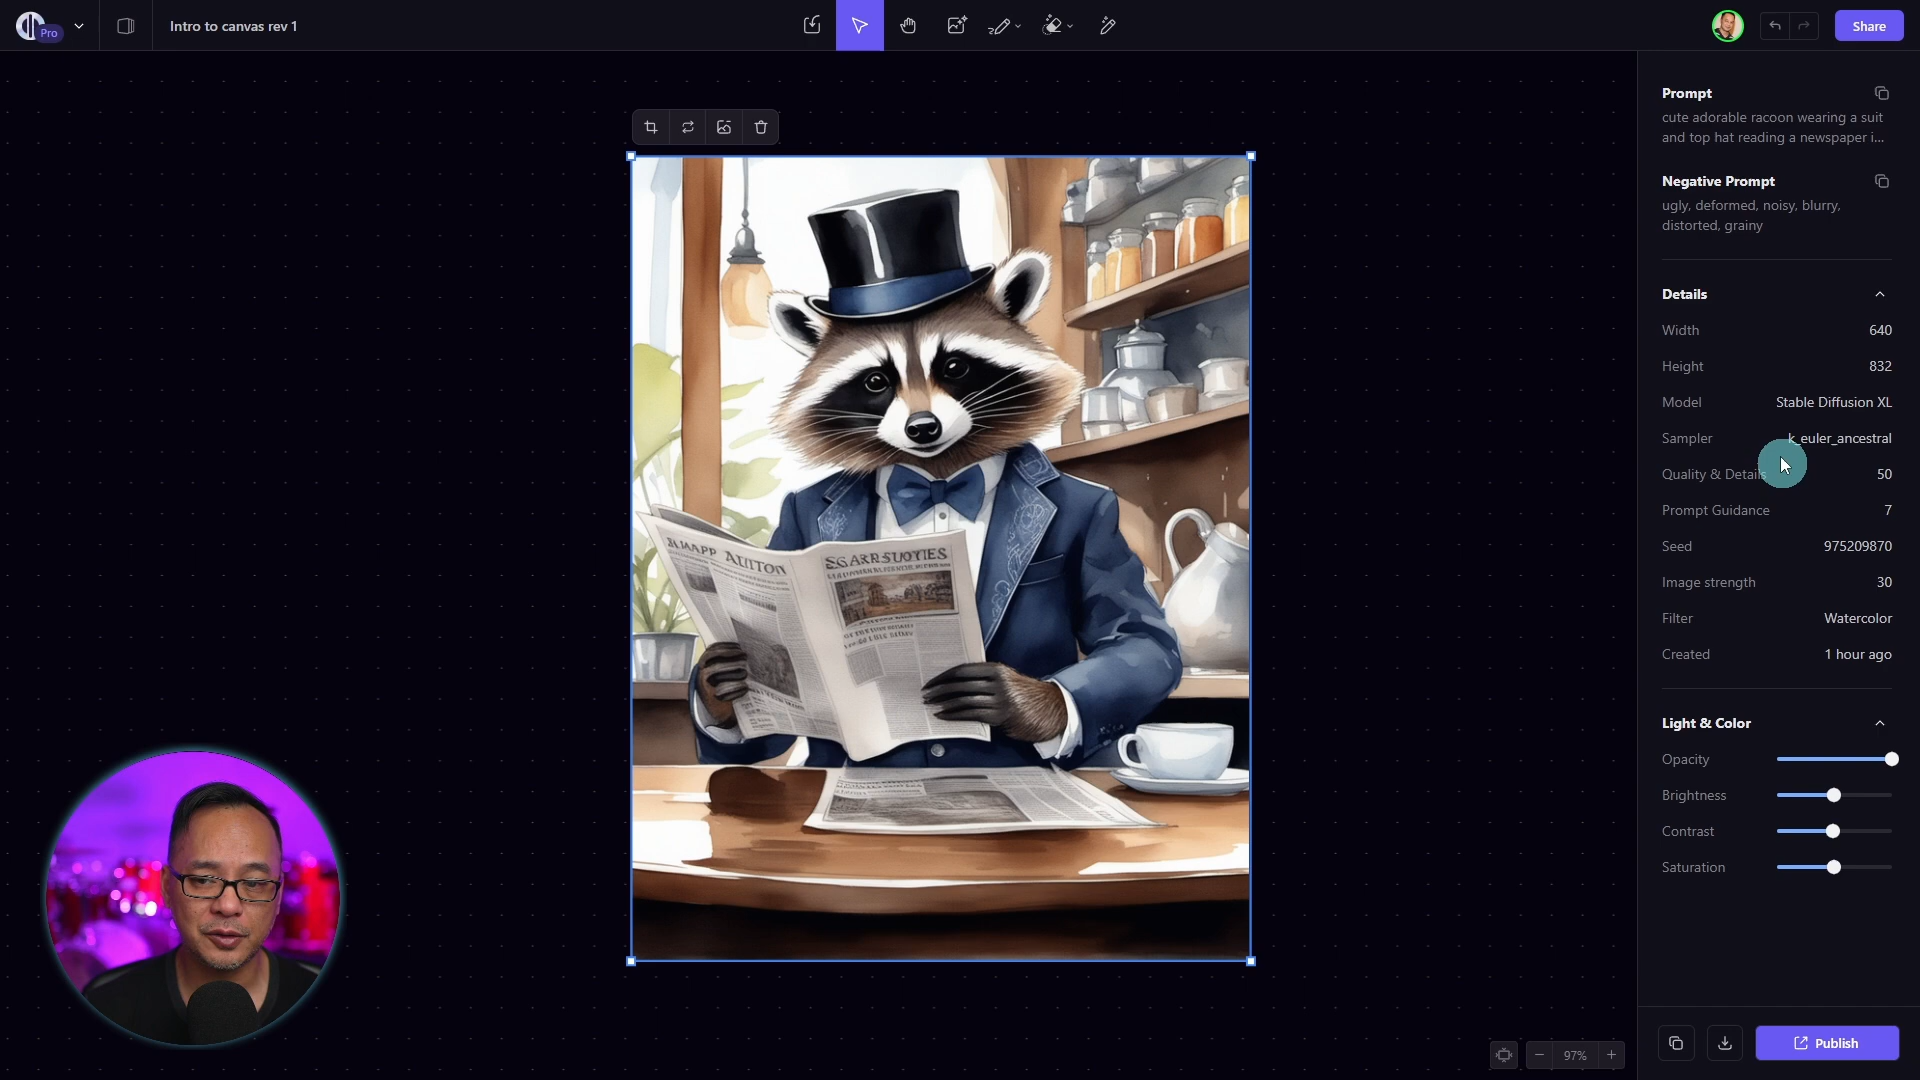 Pro
Intro to canvas rev 1
Share
Prompt
cute adorable racoon wearing a suit
and top hat reading a newspaper i...
Negative Prompt
ugly, deformed, noisy, blurry,
distorted, grainy
Details
Width 640
Height 832
Model Stable Diffusion XL
Sampler k_euler_ancestral
Quality & Details 50
Prompt Guidance 7
Seed 975209870
Image strength 30
Filter Watercolor
Created 1 hour ago
Light & Color
Opacity
Brightness
Contrast
Saturation
97%
Publish